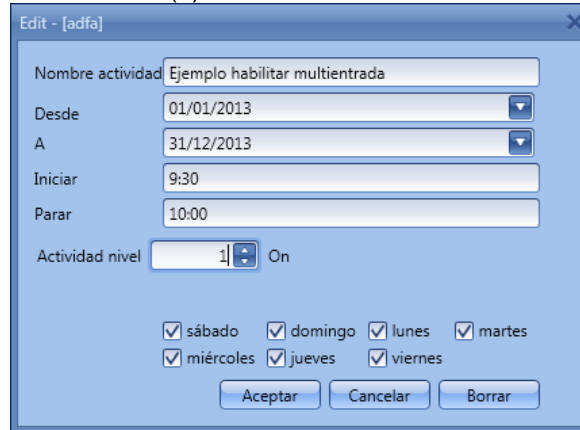 Edit - [adfa]
Nombre actividad Ejemplo habilitar multientrada
Desde 01/01/2013
A 31/12/2013
Iniciar 9:30
Parar 10:00
Actividad nivel 1 On
sábado domingo lunes martes
miércoles jueves viernes
Aceptar Cancelar Borrar